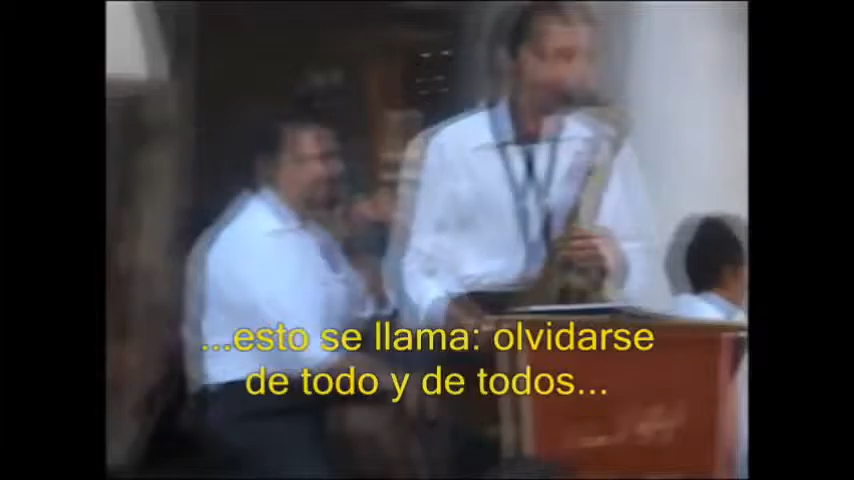 ...esto se llama: olvidarse
de todo y de todos...